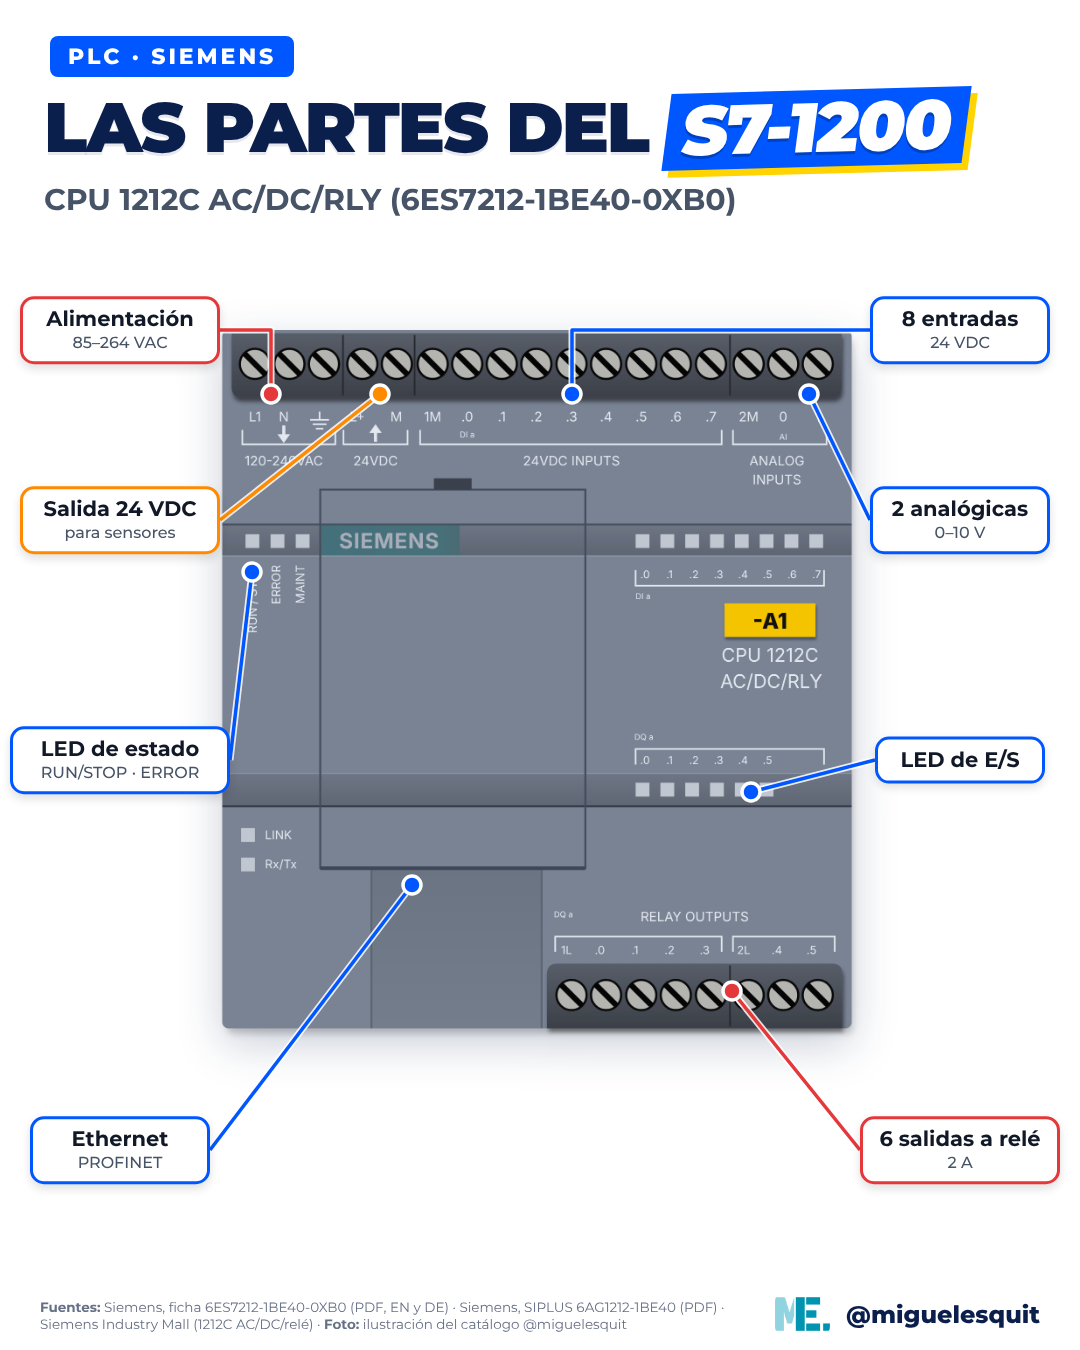 PLC · SIEMENS
LAS PARTES DEL S7-1200
CPU 1212C AC/DC/RLY (6ES7212-1BE40-0XB0)
Alimentación
85–264 VAC
8 entradas
24 VDC
L1 N M 1M .0 .1 .2 .3 .4 .5 .6 .7 2M 0
DI a
AI
120-240VAC 24VDC 24VDC INPUTS ANALOG
INPUTS
Salida 24 VDC
para sensores
2 analógicas
0–10 V
SIEMENS
ERROR
MAINT
.0 .1 .2 .3 .4 .5 .6 .7
DI a
-A1
CPU 1212C
AC/DC/RLY
LED de estado
RUN/STOP · ERROR
DQ a
.0 .1 .2 .3 .4 .5
LED de E/S
LINK
Rx/Tx
DQ a RELAY OUTPUTS
1L .0 .1 .2 .3 2L .4 .5
Ethernet
PROFINET
6 salidas a relé
2 A
Fuentes: Siemens, ficha 6ES7212-1BE40-0XB0 (PDF, EN y DE) · Siemens, SIPLUS 6AG1212-1BE40 (PDF) ·
Siemens Industry Mall (1212C AC/DC/relé) · Foto: ilustración del catálogo @miguelesquit
ME. @miguelesquit